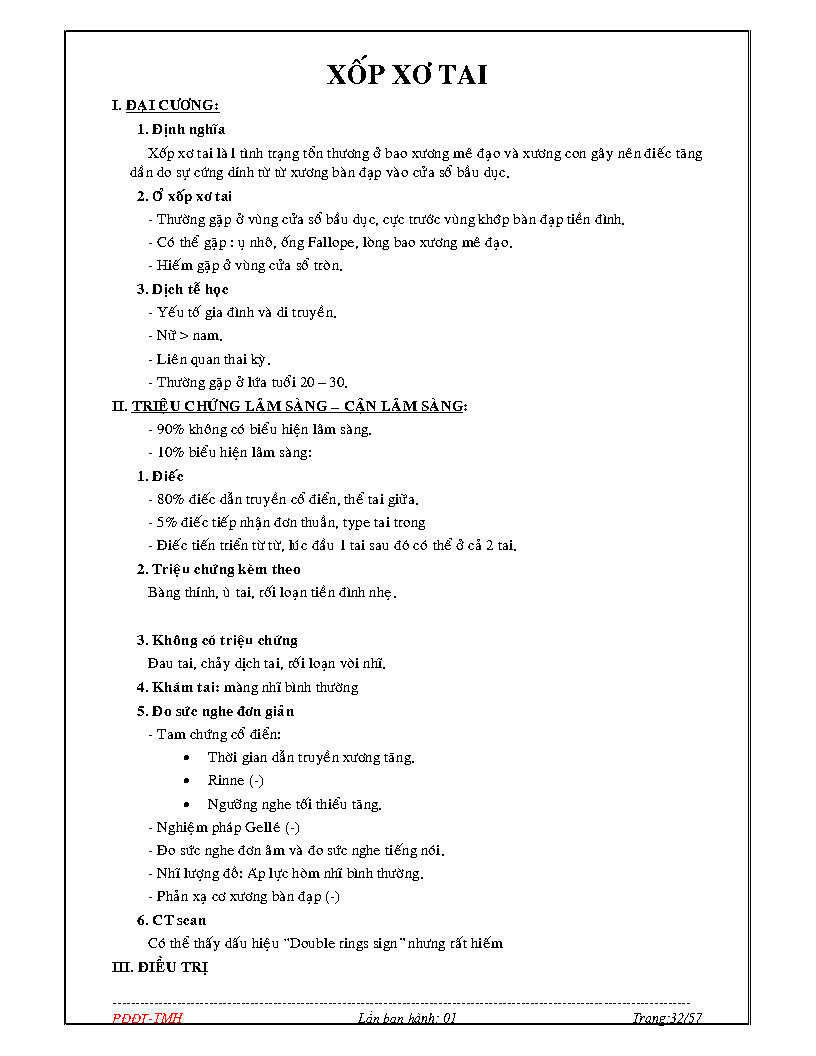 XỐP XƠ TAI
I. ĐẠI CƯƠNG:
1. Định nghĩa
Xốp xơ tai là 1 tình trạng tổn thương ở bao xương mê đạo và xương con gây nên điếc tăng
dần do sự cứng dính từ từ xương bàn đạp vào cửa sổ bầu dục.
2. Ổ xốp xơ tai
- Thường gặp ở vùng cửa sổ bầu dục, cực trước vùng khớp bàn đạp tiền đình.
- Có thể gặp : ụ nhô, ống Fallope, lòng bao xương mê đạo.
- Hiếm gặp ở vùng cửa sổ tròn.
3. Dịch tễ học
- Yếu tố gia đình và di truyền.
- Nữ > nam.
- Liên quan thai kỳ.
- Thường gặp ở lứa tuổi 20 – 30.
II. TRIỆU CHỨNG LÂM SÀNG – CẬN LÂM SÀNG:
- 90% không có biểu hiện lâm sàng.
- 10% biểu hiện lâm sàng:
1. Điếc
- 80% điếc dẫn truyền cổ điển, thể tai giữa.
- 5% điếc tiếp nhận đơn thuần, type tai trong
- Điếc tiến triển từ từ, lúc đầu 1 tai sau đó có thể ở cả 2 tai.
2. Triệu chứng kèm theo
Bàng thính, ù tai, rối loạn tiền đình nhẹ.
3. Không có triệu chứng
Đau tai, chảy dịch tai, rối loạn vòi nhĩ.
4. Khám tai: màng nhĩ bình thường
5. Đo sức nghe đơn giản
- Tam chứng cổ điển:
• Thời gian dẫn truyền xương tăng.
• Rinne (-)
• Ngưỡng nghe tối thiểu tăng.
- Nghiệm pháp Gellé (-)
- Đo sức nghe đơn âm và đo sức nghe tiếng nói.
- Nhĩ lượng đồ: Áp lực hòm nhĩ bình thường.
- Phản xạ cơ xương bàn đạp (-)
6. CT scan
Có thể thấy dấu hiệu "Double rings sign" nhưng rất hiếm
III. ĐIỀU TRỊ
PĐĐT-TMH Lần ban hành: 01 Trang:32/57